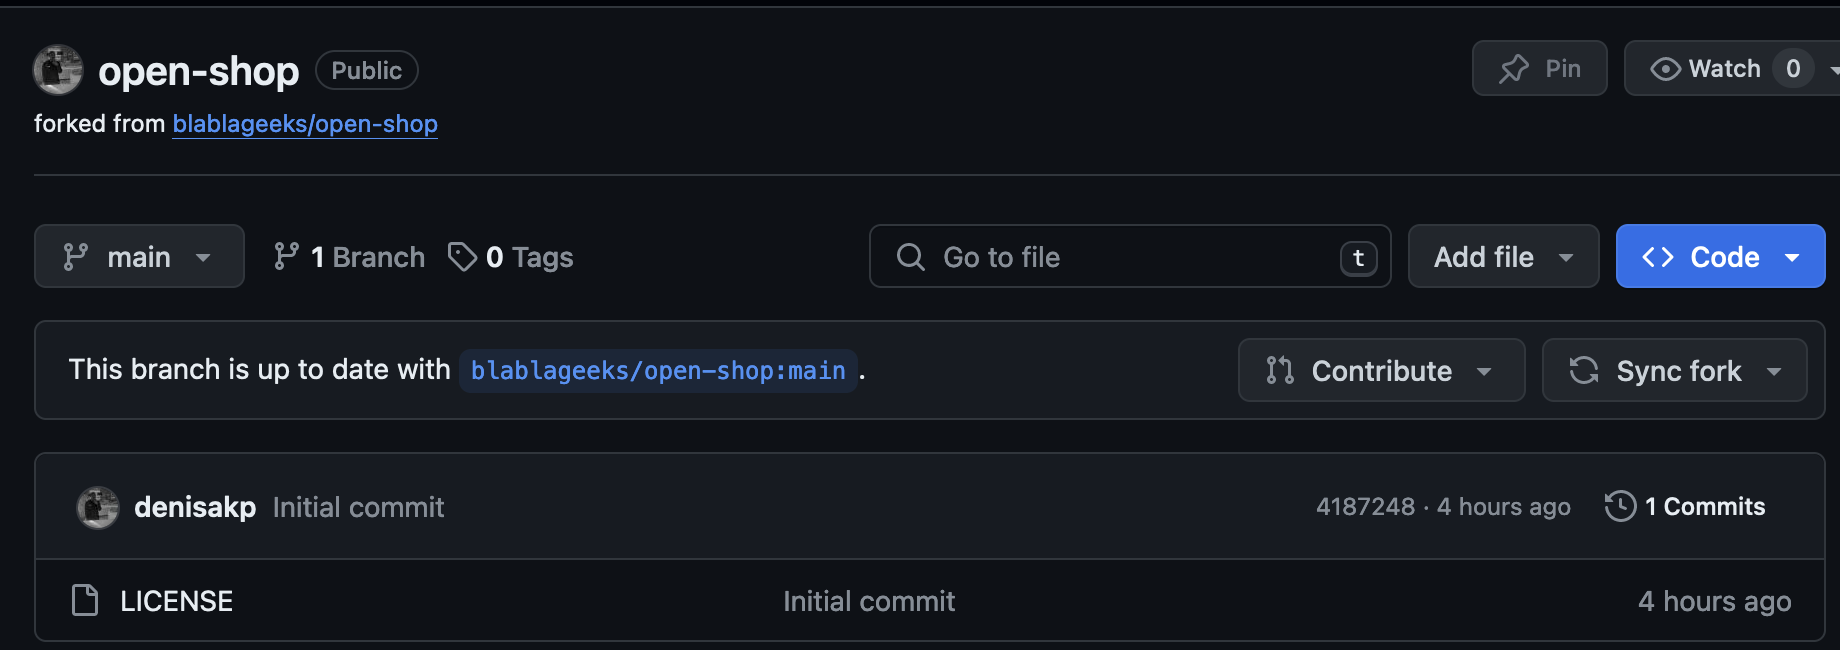 open-shop Public Pin Watch 0
forked from blablageeks/open-shop
main 1 Branch 0 Tags Go to file t Add file Code
This branch is up to date with blablageeks/open-shop:main . Contribute Sync fork
denisakp Initial commit 4187248 · 4 hours ago 1 Commits
LICENSE Initial commit 4 hours ago